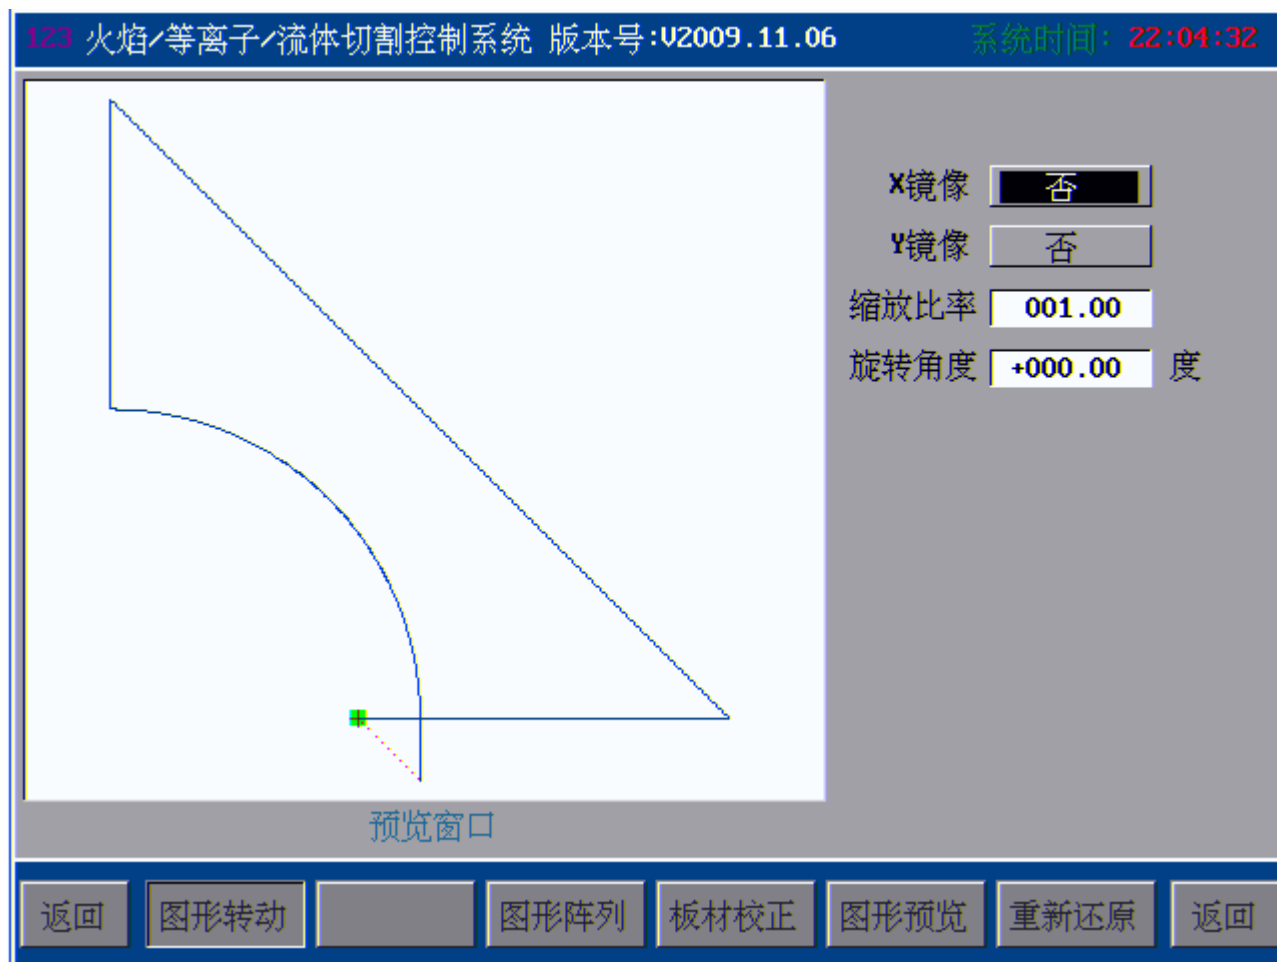 123 火焰/等离子/流体切割控制系统 版本号:V2009.11.06 系统时间: 22:04:32
X镜像 否
Y镜像 否
缩放比率 001.00
旋转角度 +000.00 度
预览窗口
返回 图形转动 图形阵列 板材校正 图形预览 重新还原 返回